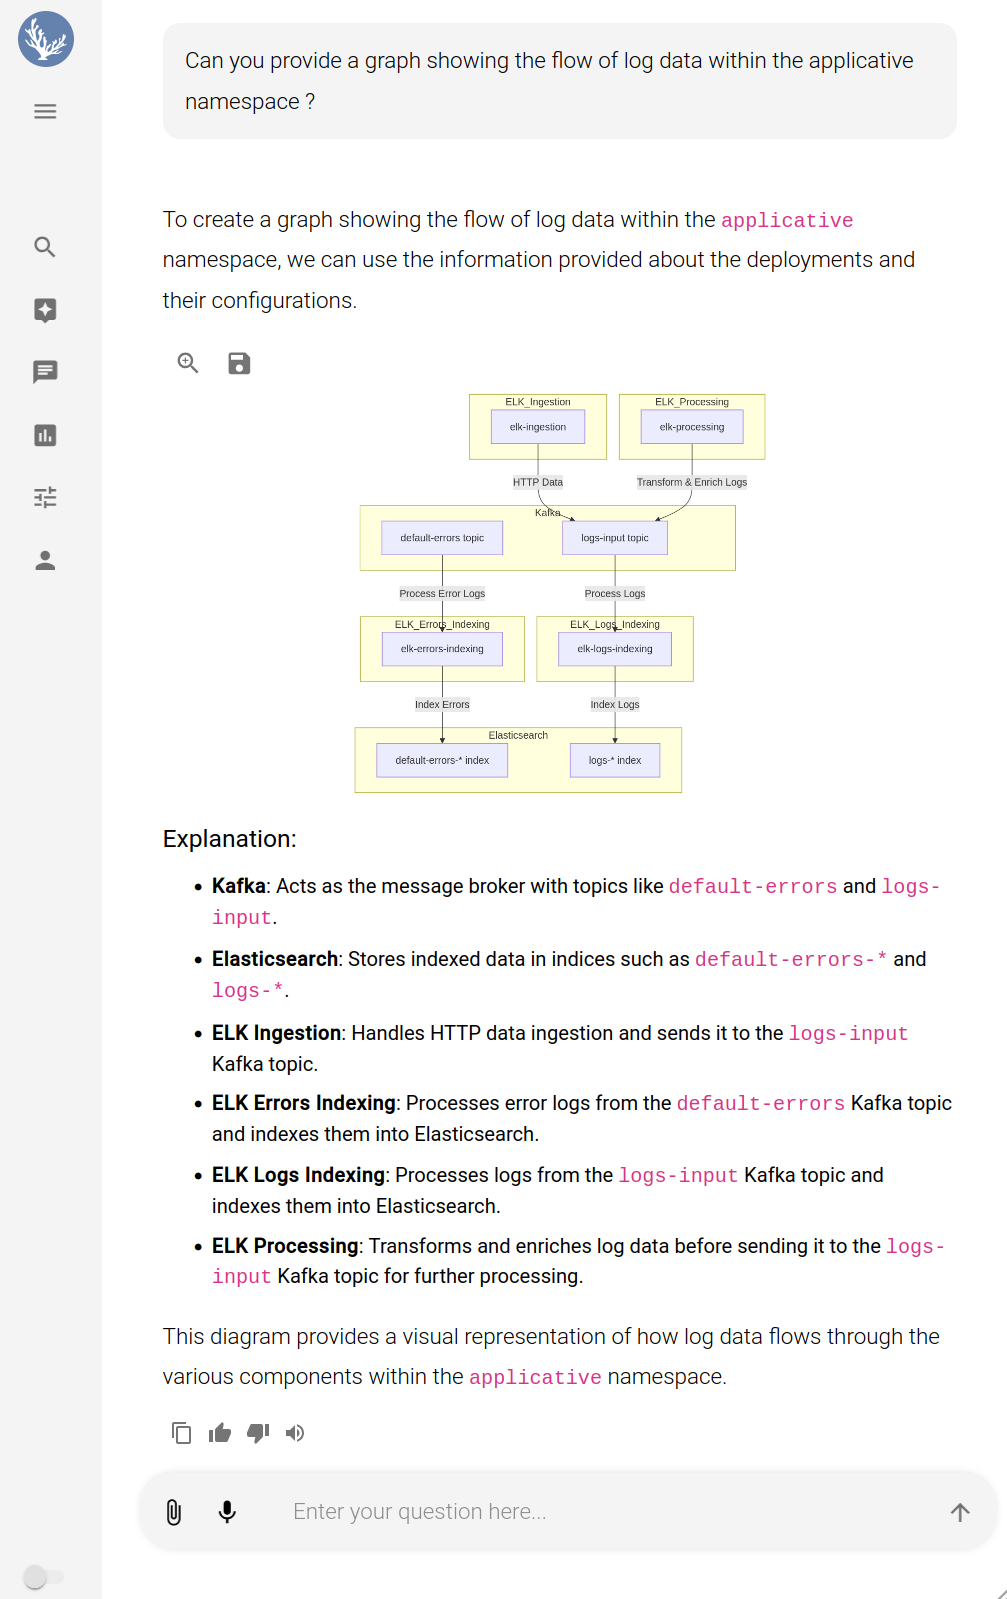 Can you provide a graph showing the flow of log data within the applicative
namespace ?
To create a graph showing the flow of log data within the applicative
namespace, we can use the information provided about the deployments and
their configurations.
ELK_Ingestion
ELK_Processing
elk-ingestion
elk-processing
HTTP Data
Transform & Enrich Logs
Kafka
default-errors topic
logs-input topic
Process Error Logs
Process Logs
ELK_Errors_Indexing
ELK_Logs_Indexing
elk-errors-indexing
elk-logs-indexing
Index Errors
Index Logs
Elasticsearch
default-errors-* index
logs-* index
Explanation:
• Kafka: Acts as the message broker with topics like default-errors and logs-
input.
• Elasticsearch: Stores indexed data in indices such as default-errors-* and
logs-*.
• ELK Ingestion: Handles HTTP data ingestion and sends it to the logs-input
Kafka topic.
• ELK Errors Indexing: Processes error logs from the default-errors Kafka topic
and indexes them into Elasticsearch.
• ELK Logs Indexing: Processes logs from the logs-input Kafka topic and
indexes them into Elasticsearch.
• ELK Processing: Transforms and enriches log data before sending it to the logs-
input Kafka topic for further processing.
This diagram provides a visual representation of how log data flows through the
various components within the applicative namespace.
Enter your question here...